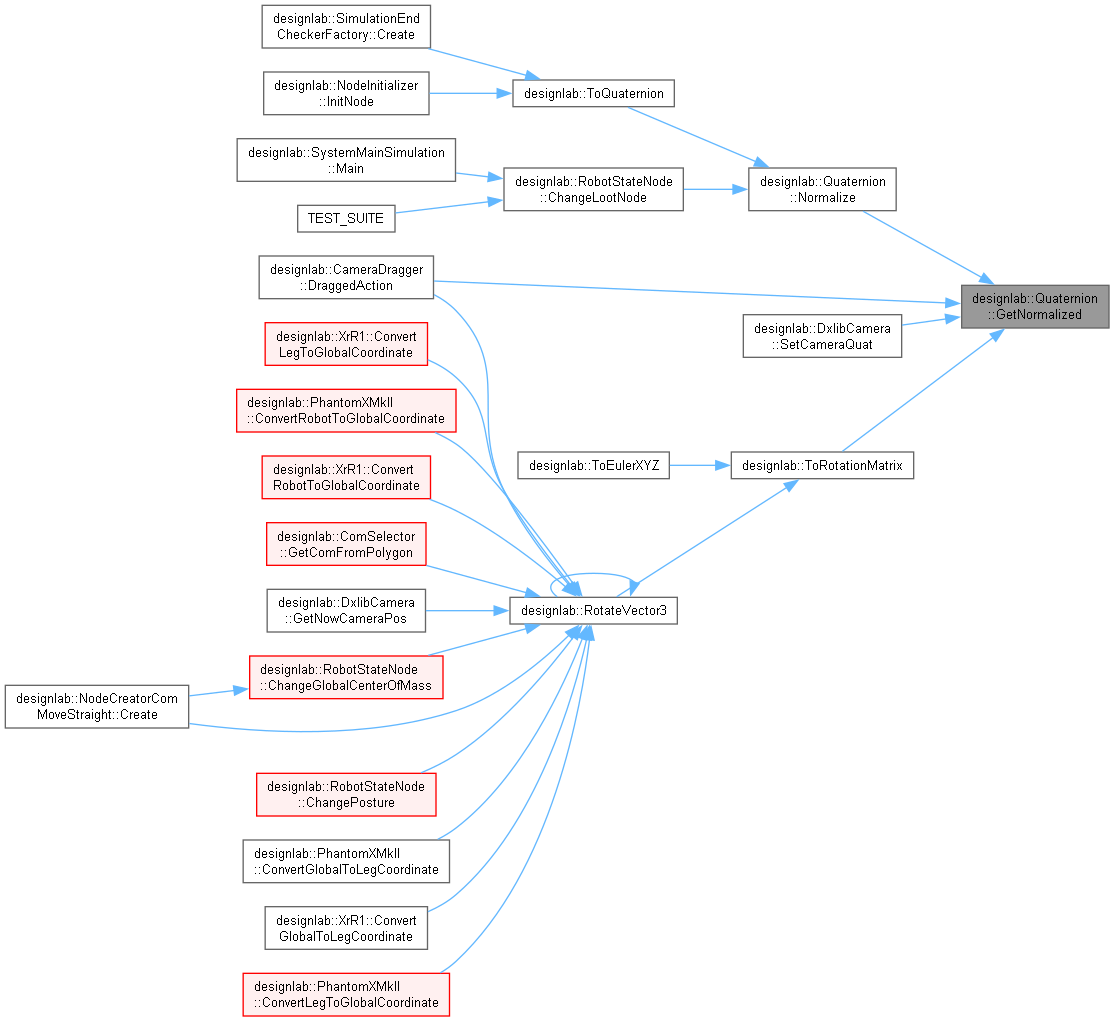 designlab::SimulationEnd
CheckerFactory::Create
designlab::NodeInitializer
::InitNode
designlab::ToQuaternion
designlab::SystemMainSimulation
::Main
designlab::RobotStateNode
::ChangeLootNode
designlab::Quaternion
::Normalize
TEST_SUITE
designlab::CameraDragger
::DraggedAction
designlab::Quaternion
::GetNormalized
designlab::DxlibCamera
::SetCameraQuat
designlab::XrR1::Convert
LegToGlobalCoordinate
designlab::PhantomXMkII
::ConvertRobotToGlobalCoordinate
designlab::XrR1::Convert
RobotToGlobalCoordinate
designlab::ToEulerXYZ
designlab::ToRotationMatrix
designlab::ComSelector
::GetComFromPolygon
designlab::DxlibCamera
::GetNowCameraPos
designlab::RotateVector3
designlab::RobotStateNode
::ChangeGlobalCenterOfMass
designlab::NodeCreatorCom
MoveStraight::Create
designlab::RobotStateNode
::ChangePosture
designlab::PhantomXMkII
::ConvertGlobalToLegCoordinate
designlab::XrR1::Convert
GlobalToLegCoordinate
designlab::PhantomXMkII
::ConvertLegToGlobalCoordinate